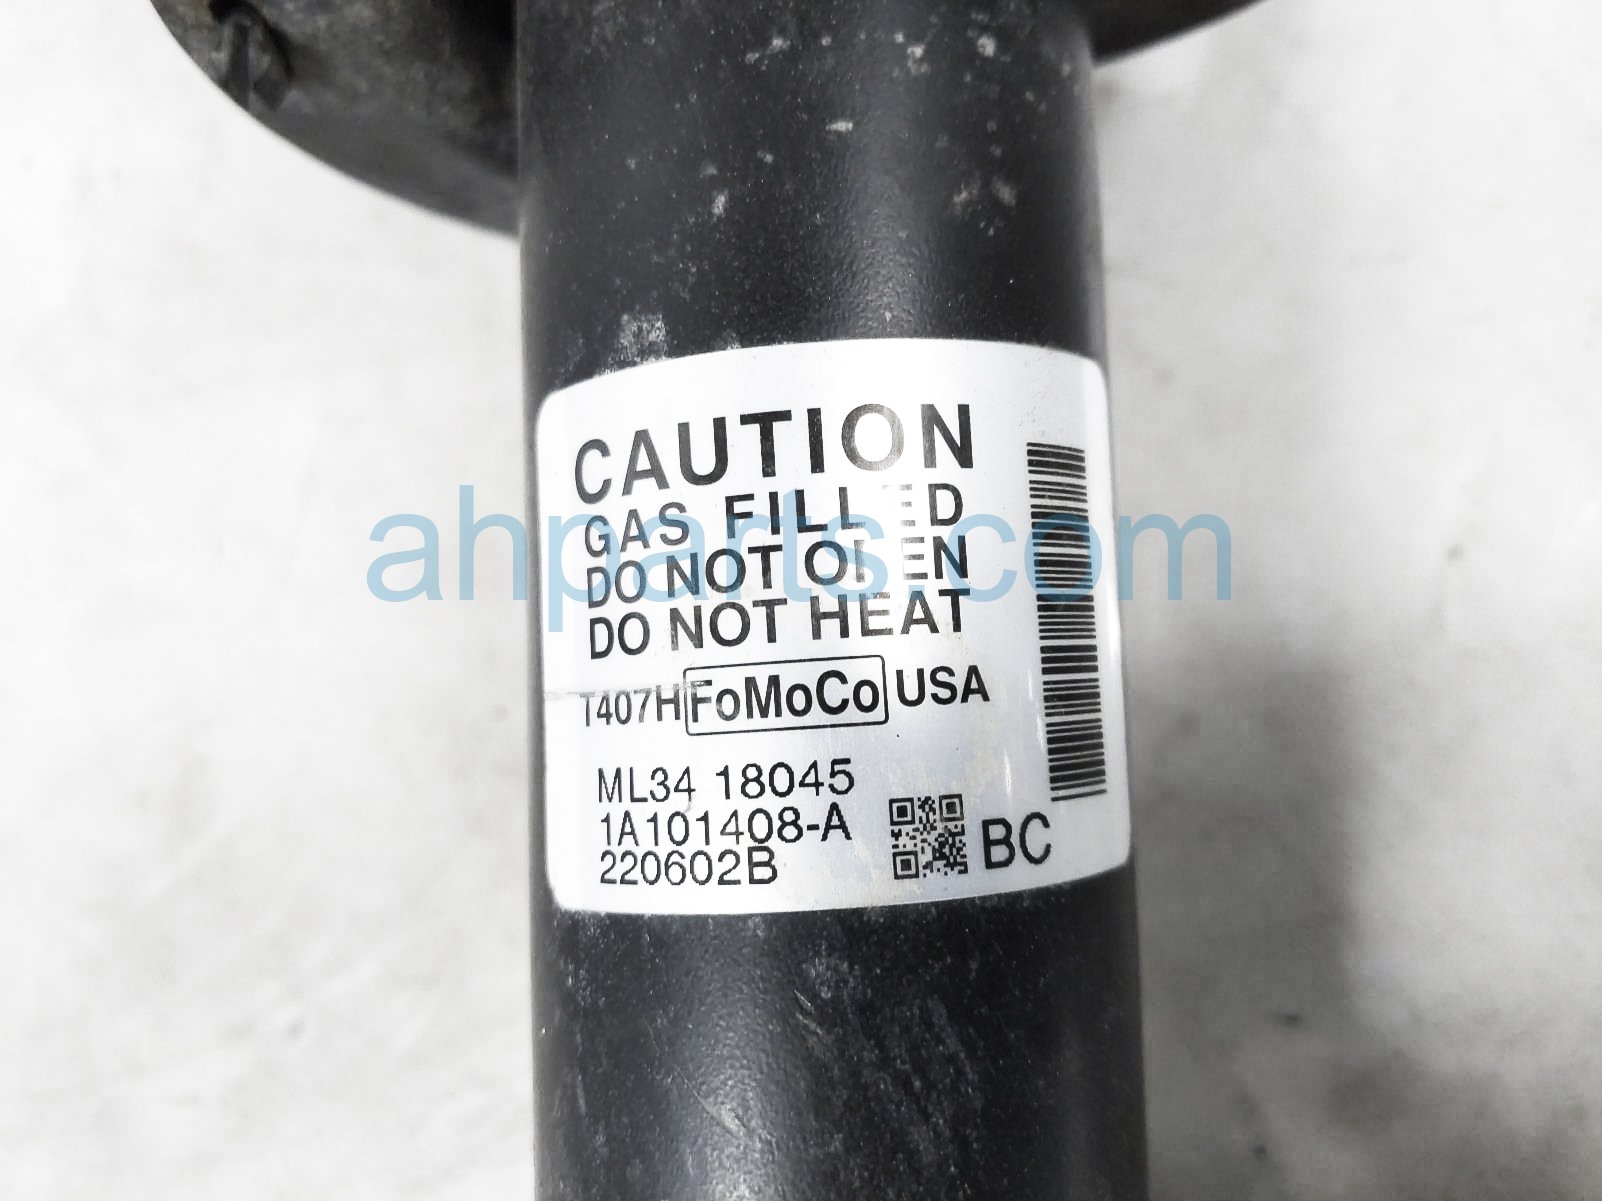 CAUTION
GAS FILLED
DO NOT OPEN
DO NOT HEAT
T407H FoMoCo USA
ML34 18045
1A101408-A
220602B
BC
ahparts.com